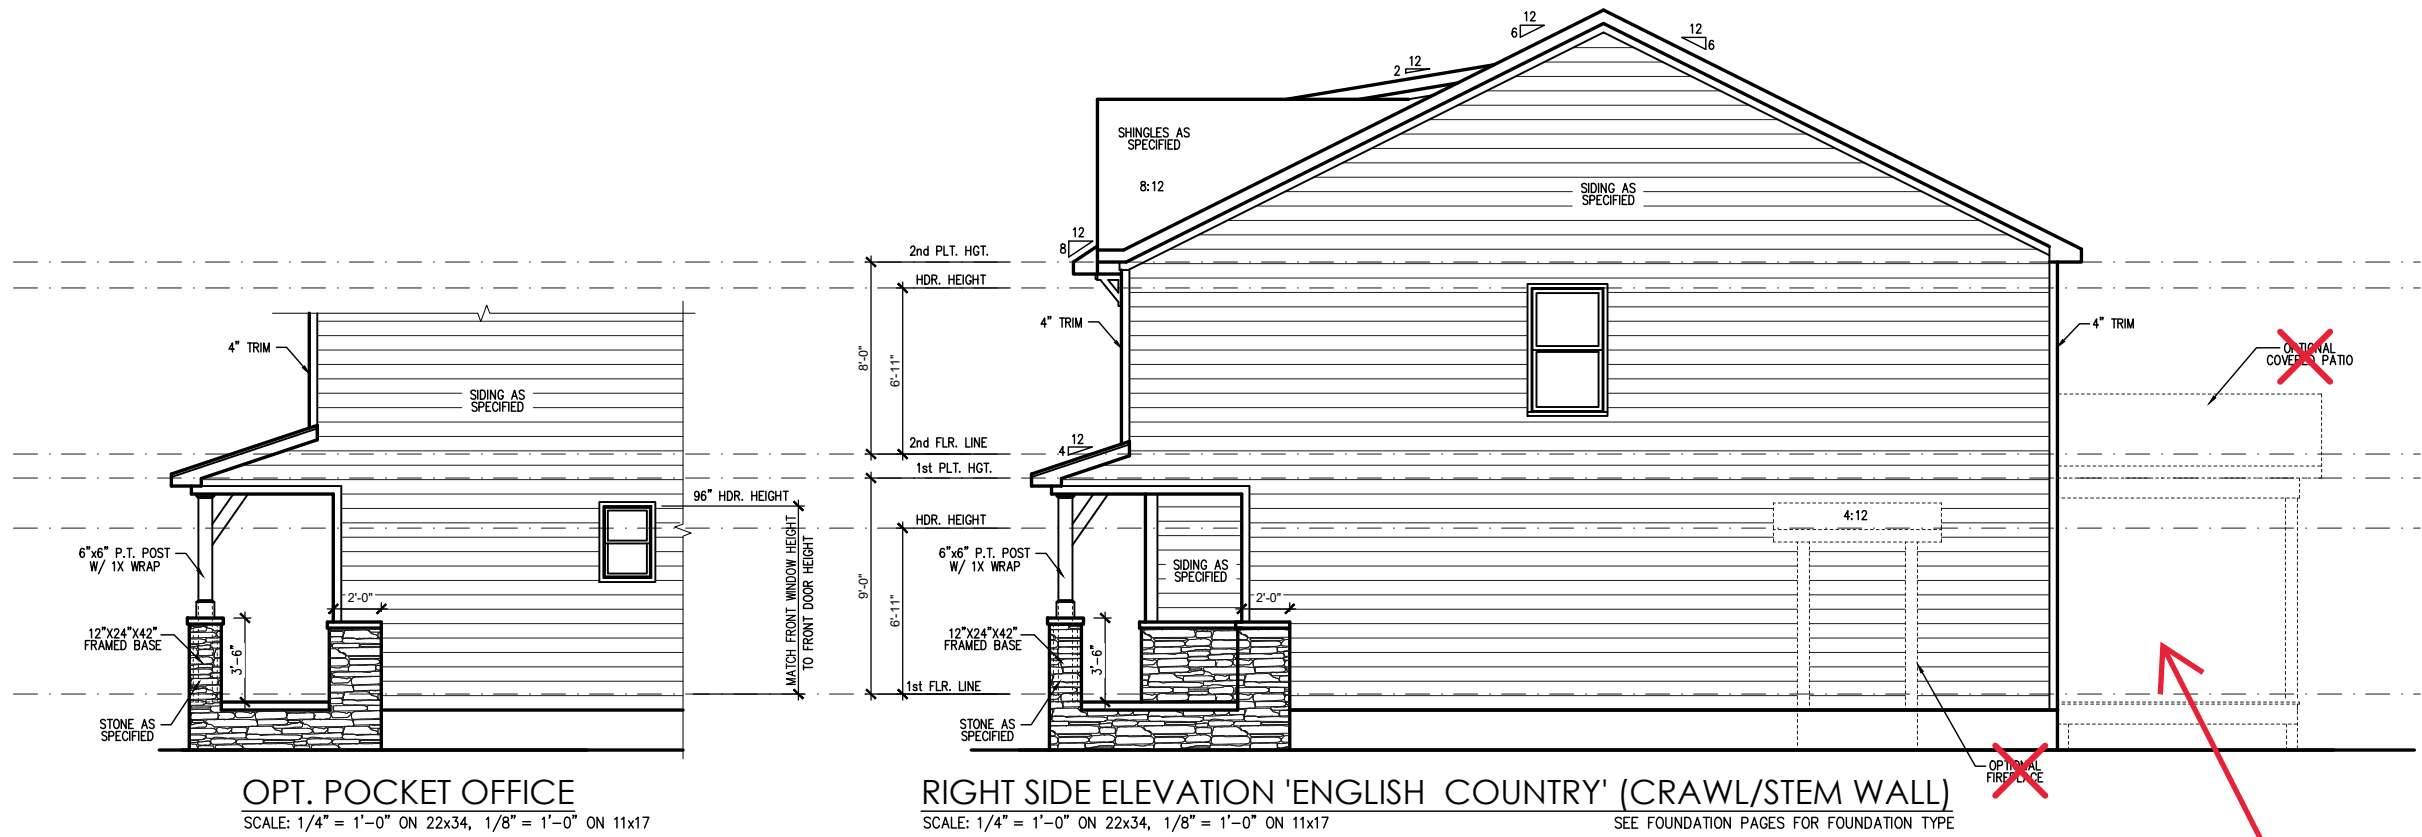 12
6
12
6
12
2
SHINGLES AS
SPECIFIED
8:12
SIDING AS
SPECIFIED
12
8
2nd PLT. HGT.
HDR. HEIGHT
4" TRIM
4" TRIM
4" TRIM
OPTIONAL
COVERED PATIO
8'-0"
6'-11"
SIDING AS
SPECIFIED
2nd FLR. LINE
12
4
1st PLT. HGT.
96" HDR. HEIGHT
HDR. HEIGHT
4:12
6"x6" P.T. POST
W/ 1X WRAP
6"x6" P.T. POST
W/ 1X WRAP
SIDING AS
SPECIFIED
MATCH FRONT WINDOW HEIGHT
TO FRONT DOOR HEIGHT
9'-0"
6'-11"
2'-0"
2'-0"
12"X24"X42"
FRAMED BASE
3'-6"
12"X24"X42"
FRAMED BASE
3'-6"
1st FLR. LINE
STONE AS
SPECIFIED
STONE AS
SPECIFIED
OPTIONAL
FIREPLACE
OPT. POCKET OFFICE
SCALE: 1/4" = 1'-0" ON 22x34, 1/8" = 1'-0" ON 11x17
RIGHT SIDE ELEVATION 'ENGLISH COUNTRY' (CRAWL/STEM WALL)
SCALE: 1/4" = 1'-0" ON 22x34, 1/8" = 1'-0" ON 11x17
SEE FOUNDATION PAGES FOR FOUNDATION TYPE